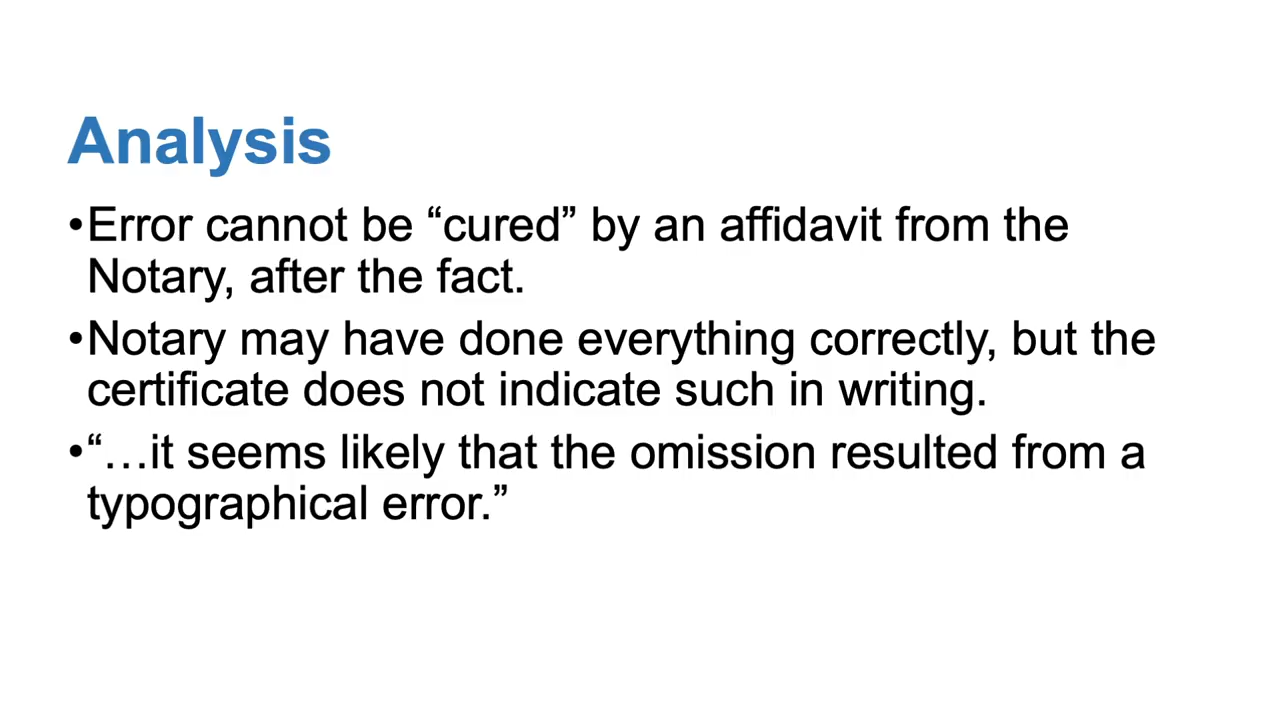 Analysis
•Error cannot be “cured” by an affidavit from the
Notary, after the fact.
•Notary may have done everything correctly, but the
certificate does not indicate such in writing.
•“…it seems likely that the omission resulted from a
typographical error.”